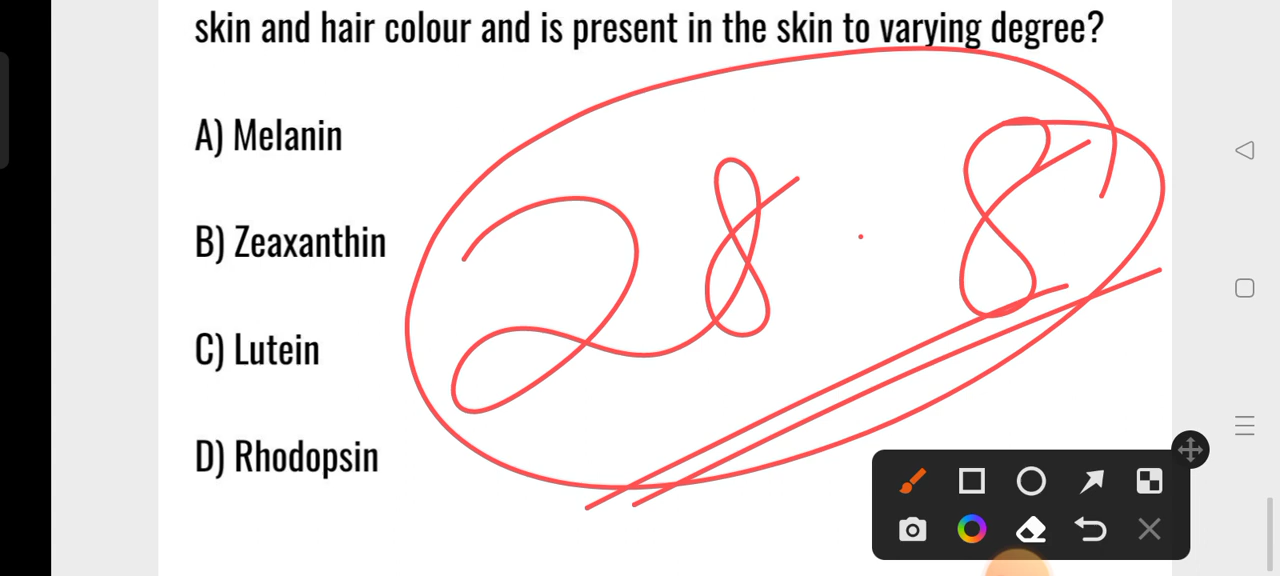 skin and hair colour and is present in the skin to varying degree?
A) Melanin
28.8
B) Zeaxanthin
C) Lutein
D) Rhodopsin